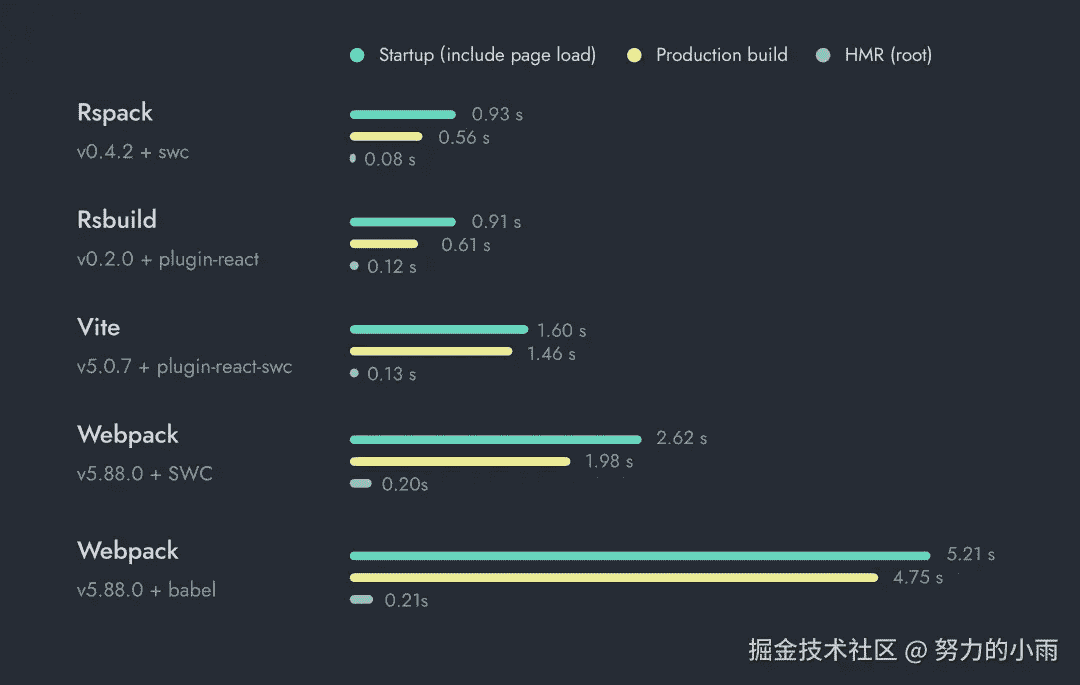 Startup (include page load) Production build HMR (root)
Rspack
0.93 s
0.56 s
v0.4.2 + swc
0.08 s
Rsbuild
0.91 s
0.61 s
v0.2.0 + plugin-react
0.12 s
Vite
1.60 s
1.46 s
v5.0.7 + plugin-react-swc
0.13 s
Webpack
2.62 s
1.98 s
v5.88.0 + SWC
0.20s
Webpack
5.21 s
4.75 s
v5.88.0 + babel
0.21s
掘金技术社区 @ 努力的小雨